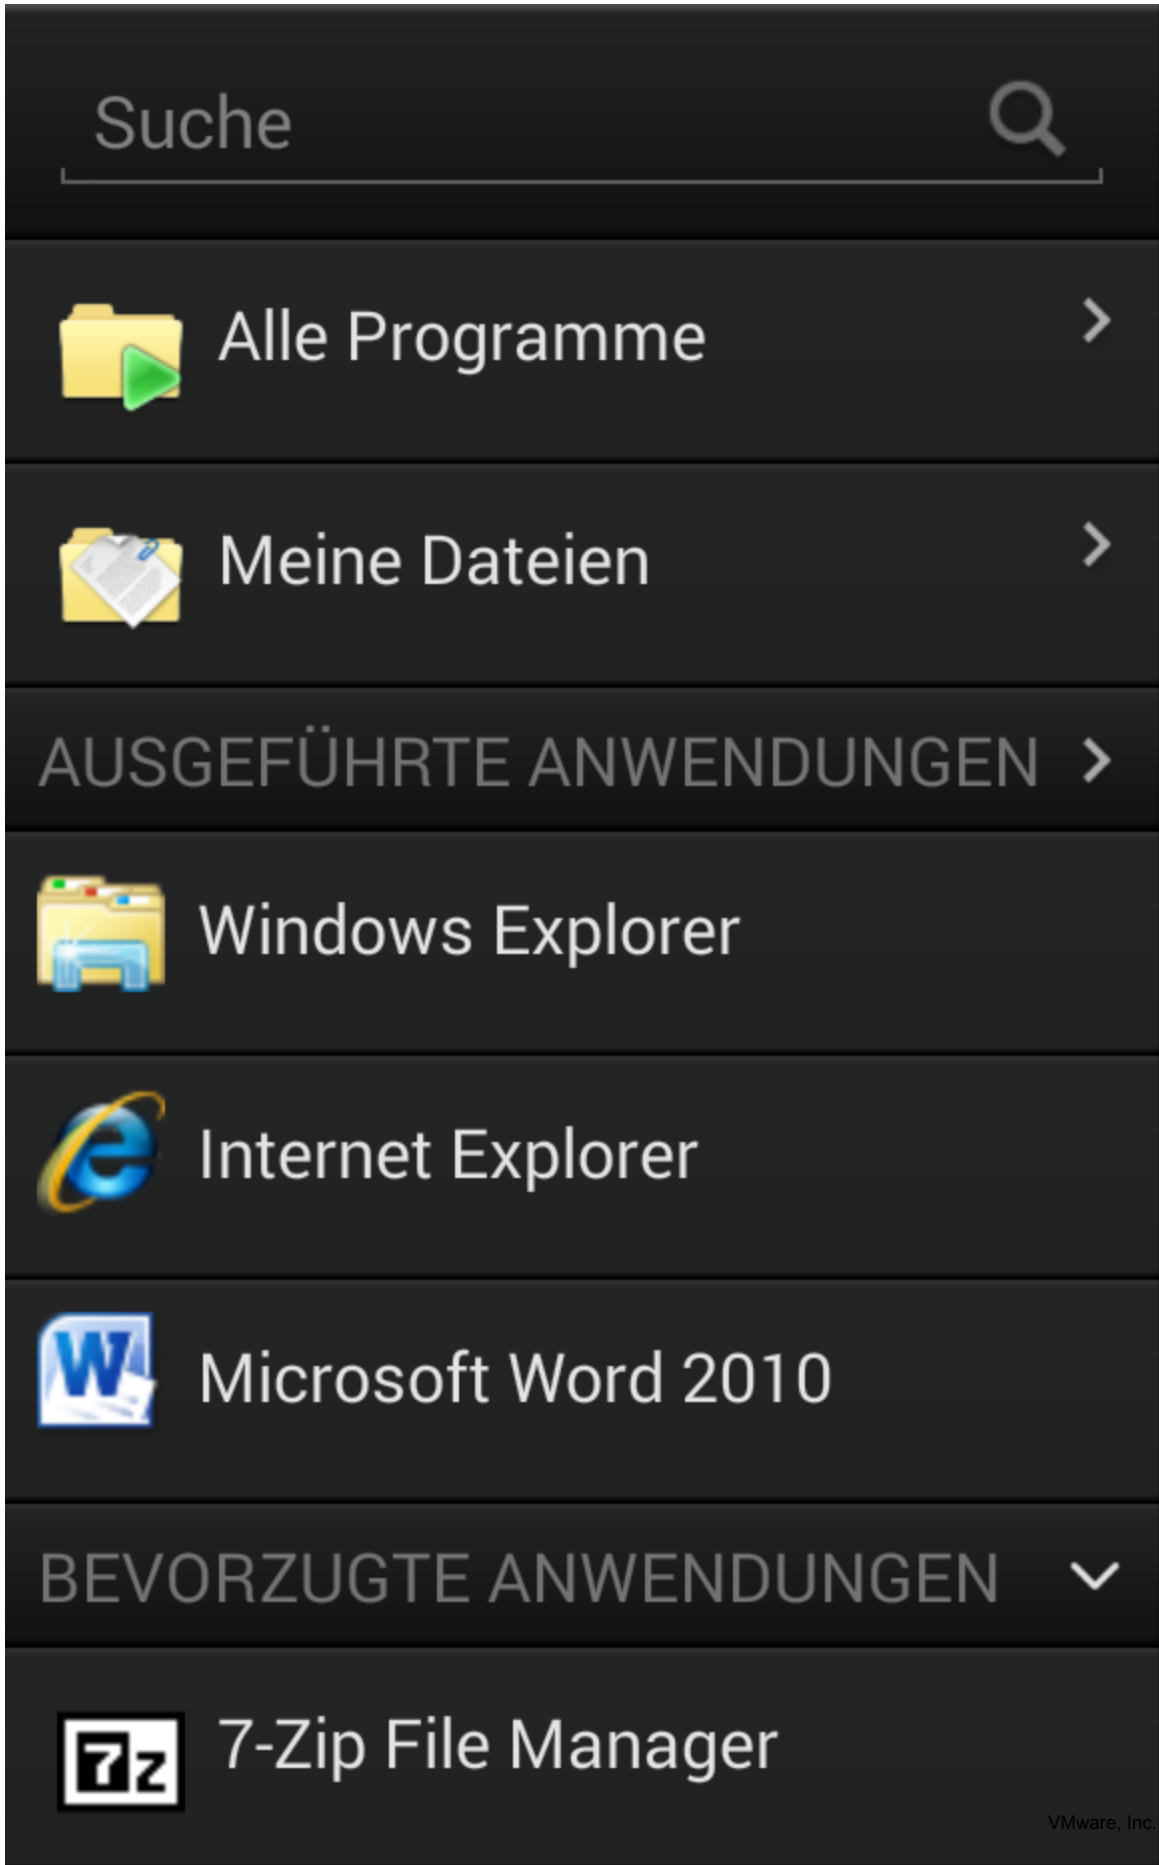 Suche
Alle Programme
Meine Dateien
AUSGEFÜHRTE ANWENDUNGEN
Windows Explorer
Internet Explorer
W
Microsoft Word 2010
BEVORZUGTE ANWENDUNGEN
7z
7-Zip File Manager
VMware, Inc.